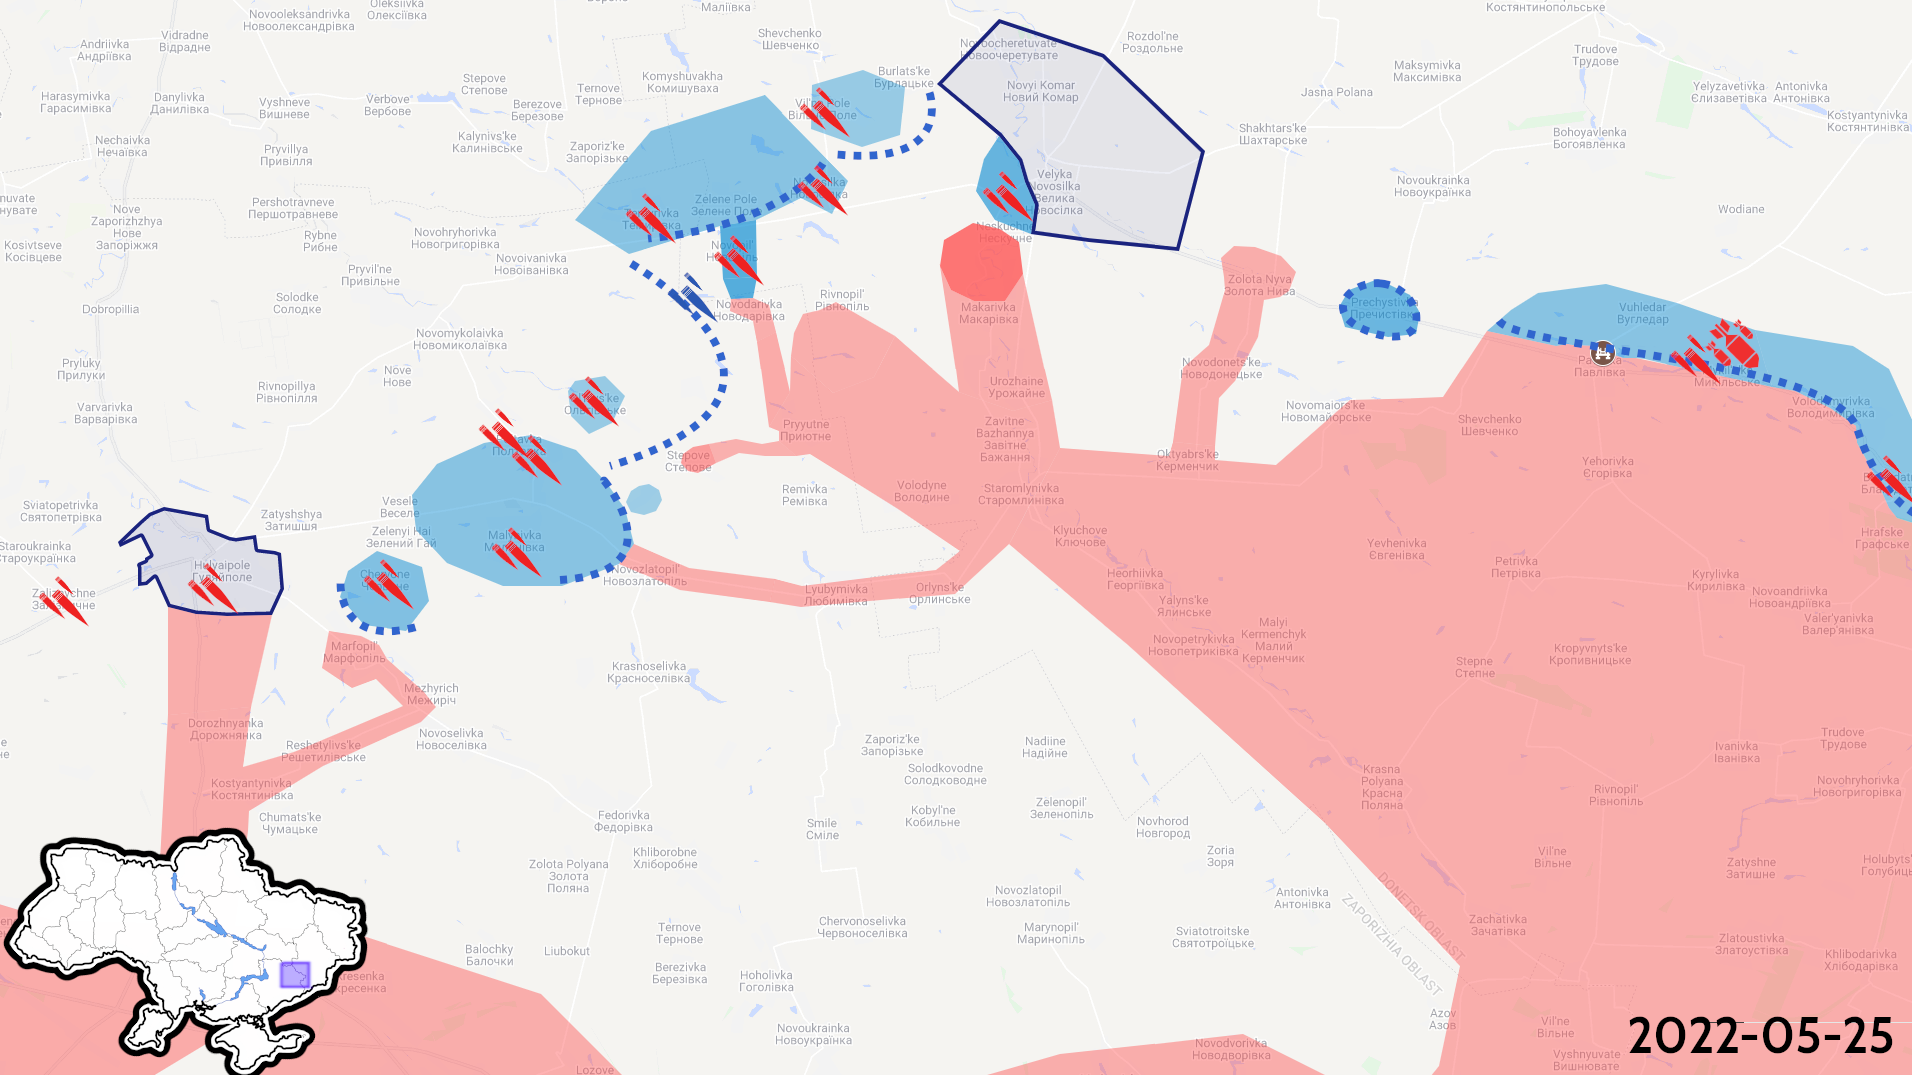 Oleksiivka
Олексіївка
Novooleksandrivka
Новоолександрівка
Маліївка
Костянтинопольське
Andriivka
Андріївка
Vidradne
Відрадне
Shevchenko
Шевченко
Novoocheretuvate
Новоочеретувате
Rozdol'ne
Роздольне
Trudove
Трудове
Harasymivka
Гарасимівка
Danylivka
Данилівка
Vyshneve
Вишневе
Verbove
Вербове
Stepove
Степове
Berezove
Березове
Ternove
Тернове
Komyshuvakha
Комишуваха
Burlats'ke
Бурлацьке
Novyi Komar
Новий Комар
Maksymivka
Максимівка
Jasna Polana
Yelyzavetivka
Єлизаветівка
Antonivka
Антонівка
Kostyantynivka
Костянтинівка
Nechaivka
Нечаївка
Pryvillya
Привілля
Kalynivs'ke
Калинівське
Zaporiz'ke
Запорізьке
Shakhtars'ke
Шахтарське
Bohoyavlenka
Богоявленка
Nove
Zaporizhzhya
Нове
Запоріжжя
Pershotravneve
Першотравневе
Zelene Pole
Velyka
Novosilka
Велика
Novoukrainka
Новоукраїнка
Wodiane
Kosivtseve
Косівцеве
Rybne
Рибне
Novohryhorivka
Новогригорівка
Novoivanivka
Новоіванівка
Neskuchne
Нескучне
Pryvil'ne
Привільне
Solodke
Солодке
Dobropillia
Novodarivka
Новодарівка
Rivnopil'
Рівнопіль
Makarivka
Макарівка
Zolota Nyva
Золота Нива
Prechystivka
Пречистівка
Vuhledar
Вугледар
Novomykolaivka
Новомиколаївка
Pryluky
Прилуки
Nove
Нове
Rivnopillya
Рівнопілля
Urozhaine
Урожайне
Novodonets'ke
Новодонецьке
Павлівка
Varvarivka
Варварівка
Pryyutne
Приютне
Zavitne
Bazhannya
Завітне
Бажання
Novomaiors'ke
Новомайорське
Shevchenko
Шевченко
Volodymyrivka
Володимирівка
Stepove
Степове
Oktyabrs'ke
Керменчик
Yehorivka
Єгорівка
Sviatopetrivka
Святопетрівка
Zatyshshya
Затишшя
Vesele
Веселе
Remivka
Ремівка
Volodyne
Володине
Staromlynivka
Старомлинівка
Zelenyi Hai
Зелений Гай
Staroukrainka
Староукраїнка
Klyuchove
Ключове
Yevhenivka
Євгенівка
Hrafske
Графське
Huliaipole
Гуляйполе
Novozlatopil'
Новозлатопіль
Lyubymivka
Любимівка
Orlyns'ke
Орлинське
Heorhiivka
Георгіївка
Petrivka
Петрівка
Kyrylivka
Кирилівка
Novoandriivka
Новоандріївка
Yalyns'ke
Ялинське
Valer'yanivka
Валер'янівка
Marfopil'
Марфопіль
Novopetrykivka
Новопетриківка
Malyi
Kermenchyk
Малий
Керменчик
Kropyvnyts'ke
Кропивницьке
Krasnoselivka
Красноселівка
Stepne
Степне
Mezhyrich
Межиріч
Dorozhnyanka
Дорожнянка
Reshetylivs'ke
Решетилівське
Novoselivka
Новоселівка
Zaporiz'ke
Запорізьке
Nadiine
Надійне
Ivanivka
Іванівка
Trudove
Трудове
Kostyantynivka
Костянтинівка
Solodkovodne
Солодководне
Krasna
Polyana
Красна
Поляна
Rivnopil'
Рівнопіль
Novohryhorivka
Новогригорівка
Chumats'ke
Чумацьке
Fedorivka
Федорівка
Smile
Сміле
Kobyl'ne
Кобильне
Zelenopil'
Зеленопіль
Novhorod
Новгород
Zoria
Зоря
Vil'ne
Вільне
Zatyshne
Затишне
Khliborobne
Хліборобне
Zolota Polyana
Золота
Поляна
Novozlatopil
Новозлатопіль
Antonivka
Антонівка
DONETSK OBLAST
ZAPORIZHIA OBLAST
Ternove
Тернове
Chervonoselivka
Червоноселівка
Marynopil'
Маринопіль
Sviatotroitske
Святотроїцьке
Zachativka
Зачатівка
Zlatoustivka
Златоустівка
Khlibodarivka
Хлібодарівка
Balochky
Балочки
Liubokut
Berezivka
Березівка
Hoholivka
Гоголівка
Azov
Азов
Novoukrainka
Новоукраїнка
Novodvorivka
Новодворівка
Vil'ne
Вільне
Vyshnyuvate
Вишнювате
Lozove
2022-05-25